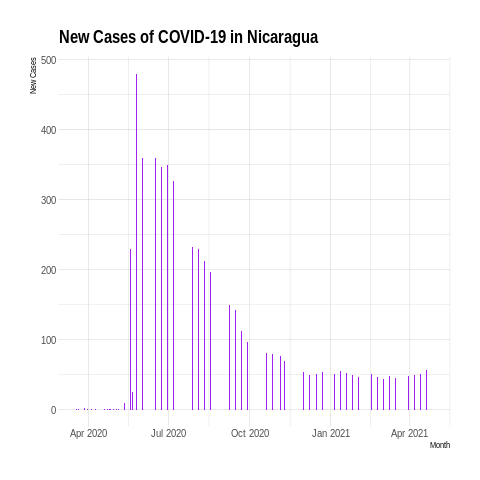 New Cases of COVID-19 in Nicaragua
New Cases
500
400
300
200
100
0
Apr 2020
Jul 2020
Oct 2020
Jan 2021
Apr 2021
Month